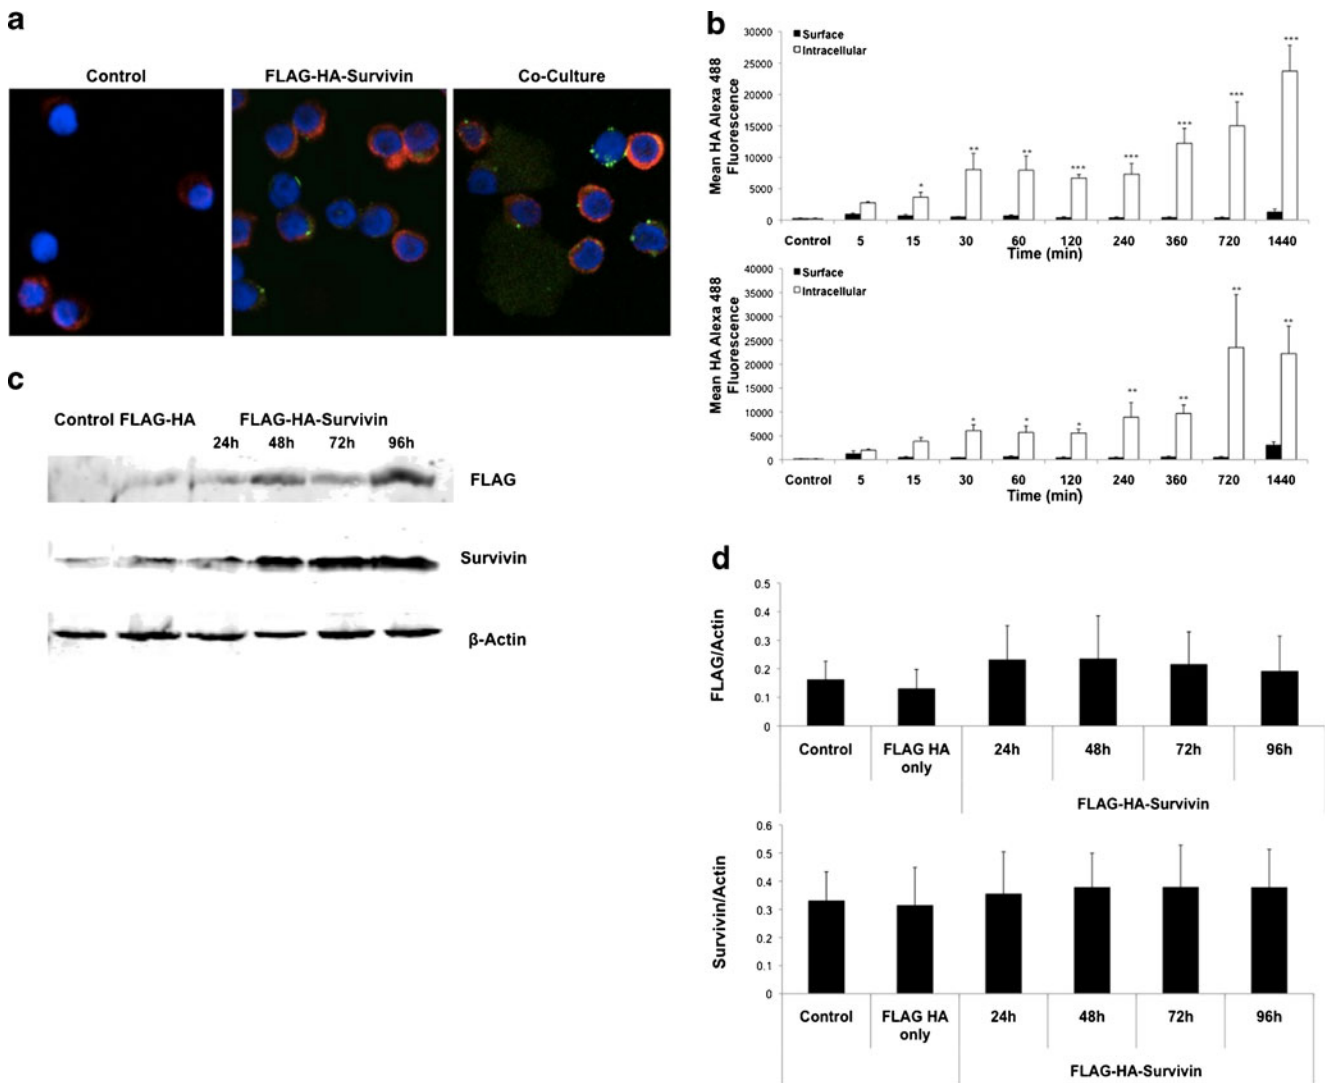 a
Control
FLAG-HA-Survivin
Co-Culture
b
Mean HA Alexa 488
Fluorescence
30000
25000
20000
15000
10000
5000
0
Surface
Intracellular
*
**
**
***
***
***
***
***
Control 5 15 30 60 120 240 360 720 1440
Time (min)
Mean HA Alexa 488
Fluorescence
40000
35000
30000
25000
20000
15000
10000
5000
0
Surface
Intracellular
*
*
*
**
**
**
**
Control 5 15 30 60 120 240 360 720 1440
Time (min)
c
Control FLAG-HA FLAG-HA-Survivin
24h 48h 72h 96h
FLAG
Survivin
β-Actin
d
FLAG/Actin
0.5
0.4
0.3
0.2
0.1
0
Control FLAG HA 24h 48h 72h 96h
only
FLAG-HA-Survivin
Survivin/Actin
0.6
0.5
0.4
0.3
0.2
0.1
0
Control FLAG HA 24h 48h 72h 96h
only
FLAG-HA-Survivin